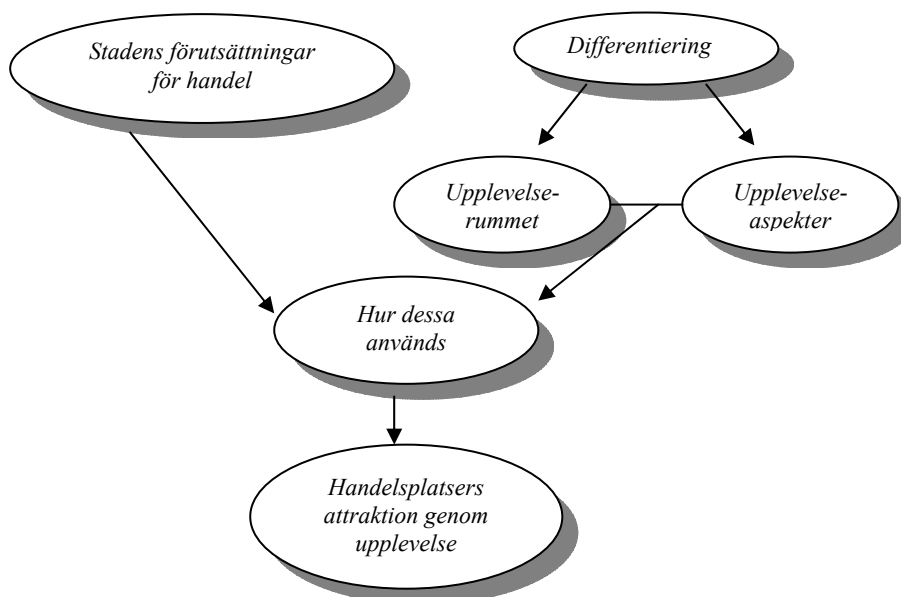 Stadens förutsättningar
för handel
Differentiering
Upplevelse-
rummet
Upplevelse-
aspekter
Hur dessa
används
Handelsplatsers
attraktion genom
upplevelse